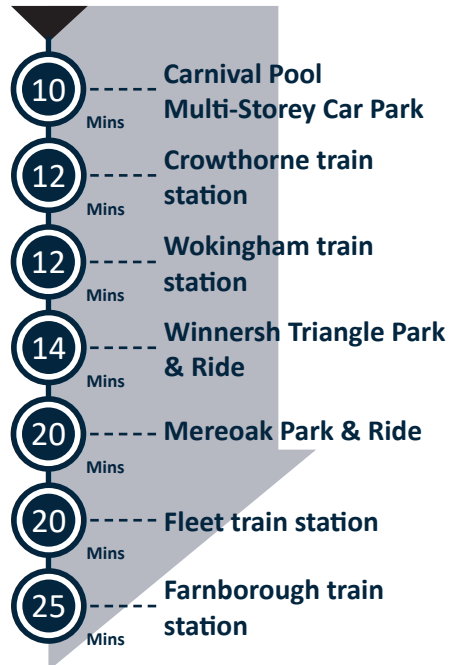 10
Mins
Carnival Pool
Multi-Storey Car Park
12
Mins
Crowthorne train
station
12
Mins
Wokingham train
station
14
Mins
Winnersh Triangle Park
& Ride
20
Mins
Mereoak Park & Ride
20
Mins
Fleet train station
25
Mins
Farnborough train
station